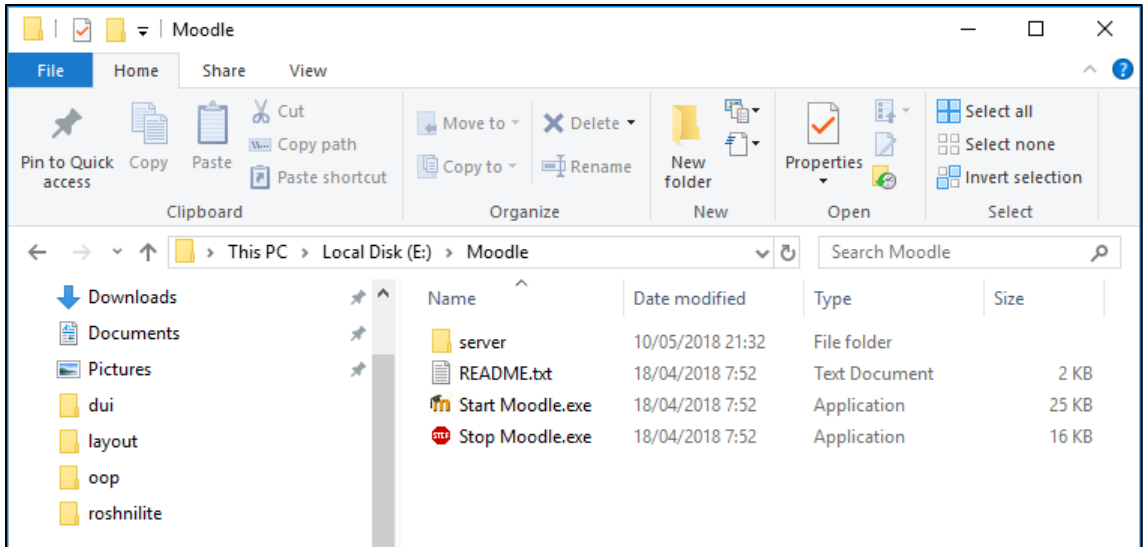 Moodle
File Home Share View
Pin to Quick access
Copy
Paste
Cut
Copy path
Paste shortcut
Clipboard
Move to
Copy to
Delete
Rename
Organize
New folder
New
Properties
Open
Select all
Select none
Invert selection
Select
This PC > Local Disk (E:) > Moodle
Search Moodle
Downloads
Documents
Pictures
dui
layout
oop
roshnilite
Name Date modified Type Size
server 10/05/2018 21:32 File folder
README.txt 18/04/2018 7:52 Text Document 2 KB
Start Moodle.exe 18/04/2018 7:52 Application 25 KB
Stop Moodle.exe 18/04/2018 7:52 Application 16 KB